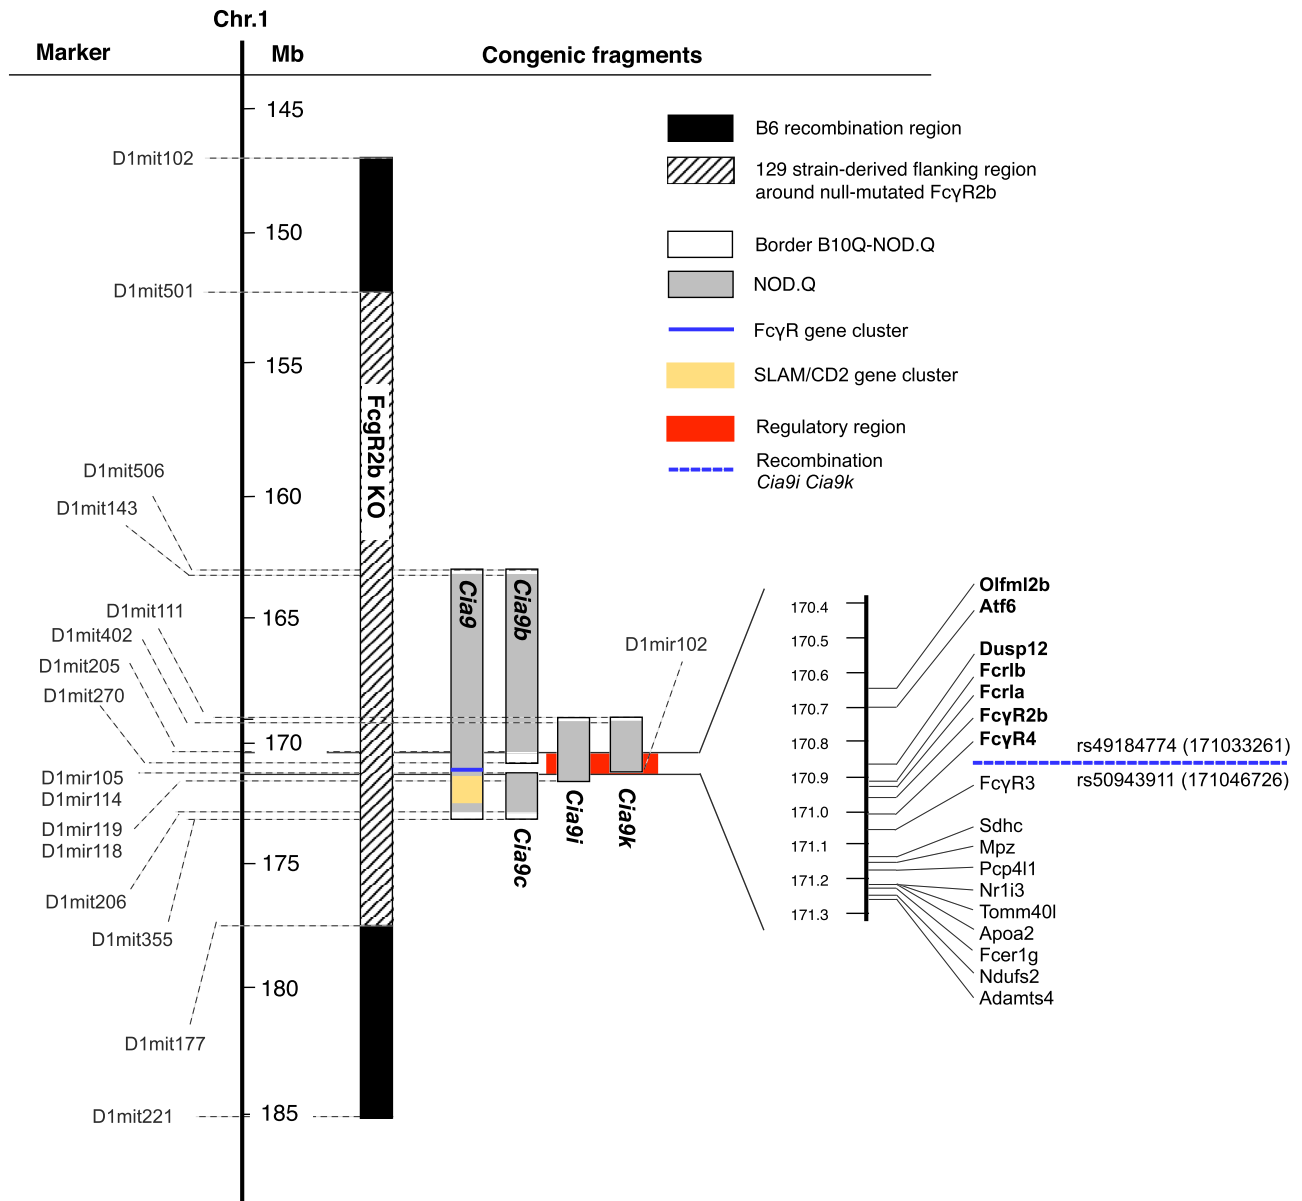 Chr.1
Marker
Mb
Congenic fragments
145
D1mit102
150
D1mit501
155
160
165
170
175
180
185
D1mit506
D1mit143
D1mit111
D1mit402
D1mit205
D1mit270
D1mir105
D1mir114
D1mir119
D1mir118
D1mit206
D1mit355
D1mit177
D1mit221
FcgR2b KO
Cia9
Cia9b
Cia9c
Cia9i
Cia9k
D1mir102
B6 recombination region
129 strain-derived flanking region
around null-mutated FcγR2b
Border B10Q-NOD.Q
NOD.Q
FcγR gene cluster
SLAM/CD2 gene cluster
Regulatory region
Recombination
Cia9i Cia9k
170.4
170.5
170.6
170.7
170.8
170.9
171.0
171.1
171.2
171.3
Olfml2b
Atf6
Dusp12
Fcrlb
Fcrla
FcγR2b
FcγR4
rs49184774 (171033261)
rs50943911 (171046726)
FcγR3
Sdhc
Mpz
Pcp4l1
Nr1i3
Tomm40l
Apoa2
Fcer1g
Ndufs2
Adamts4